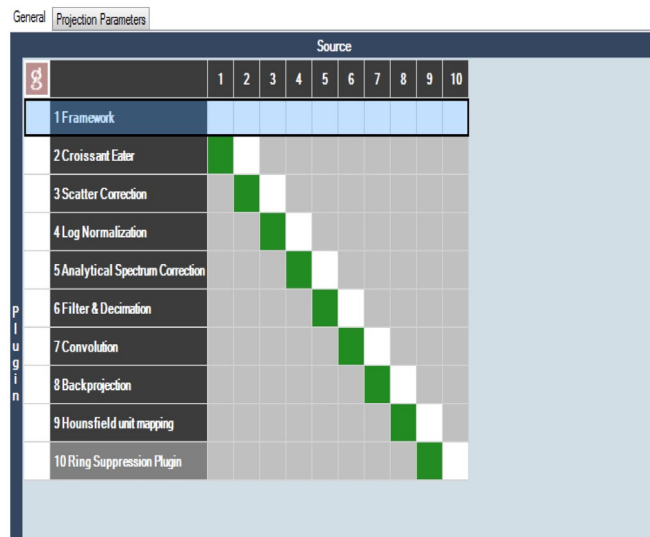 General Projection Parameters
Source
g 1 2 3 4 5 6 7 8 9 10
1 Framework
2 Croissant Eater
3 Scatter Correction
4 Log Normalization
5 Analytical Spectrum Correction
6 Filter & Decimation
7 Convolution
8 Backprojection
9 Hounsfield unit mapping
10 Ring Suppression Plugin
Plugin